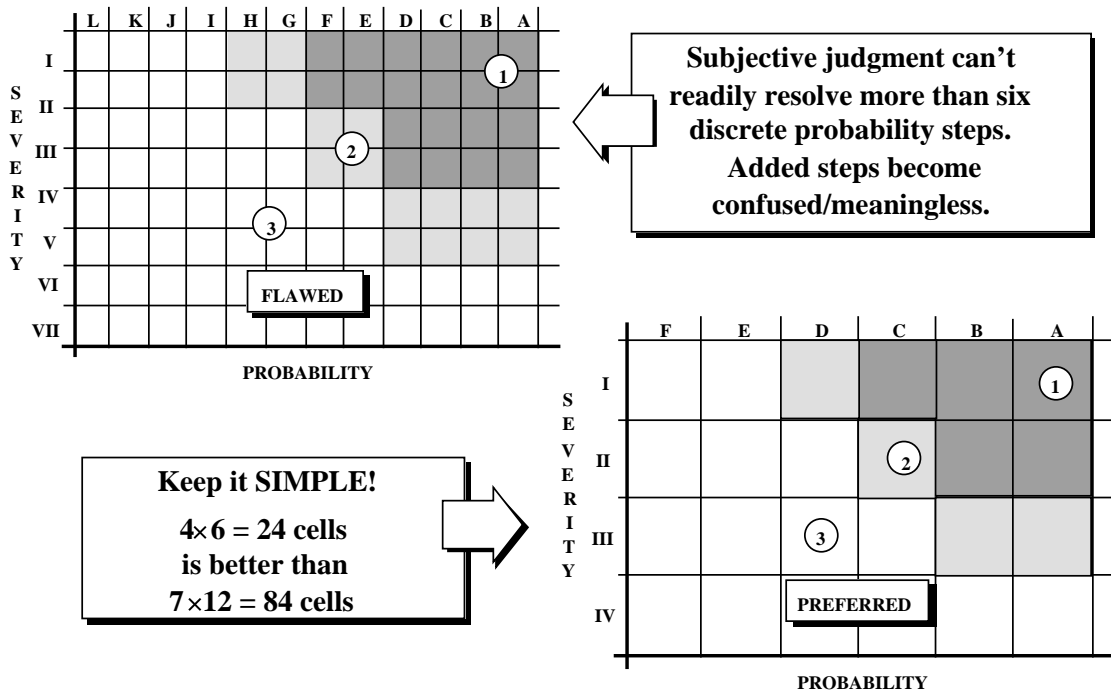 L K J I H G F E D C B A
I
II
III
IV
V
VI
VII
SEVERITY
1
2
3
FLAWED
PROBABILITY
Subjective judgment can't
readily resolve more than six
discrete probability steps.
Added steps become
confused/meaningless.
Keep it SIMPLE!
4×6 = 24 cells
is better than
7×12 = 84 cells
F E D C B A
I
II
III
IV
SEVERITY
1
2
3
PREFERRED
PROBABILITY